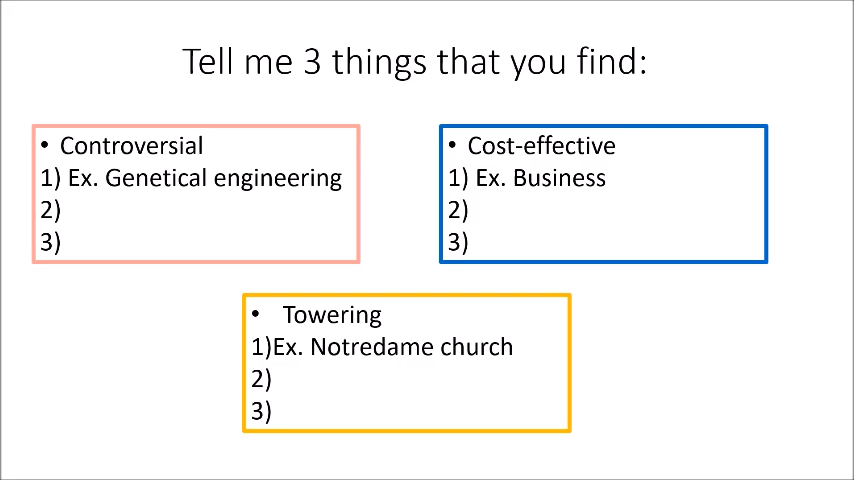 Tell me 3 things that you find:
• Controversial
1) Ex. Genetical engineering
2)
3)
• Cost-effective
1) Ex. Business
2)
3)
• Towering
1)Ex. Notredame church
2)
3)